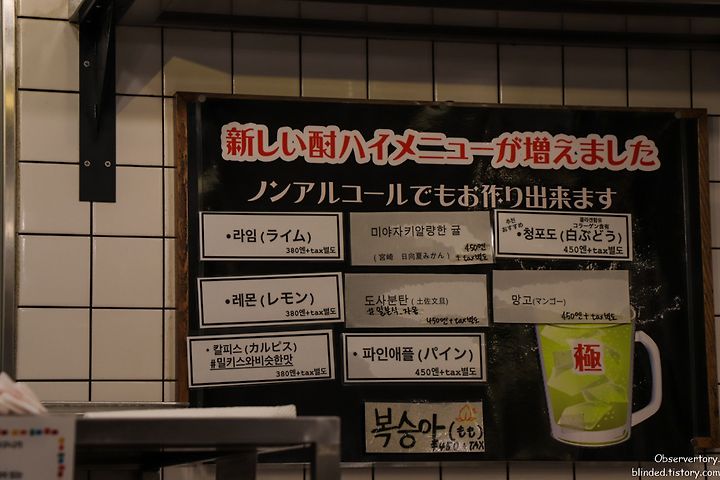 新しい酎ハイメニューが増えました
ノンアルコールでもお作り出来ます
•라임(ライム)
380엔+tax별도
미야자키알량한 귤
450엔
(宮崎 日向夏みかん) +tax별도
추천
おすすめ
콜라겐함유
コラーゲン含有
•청포도(白ぶどう)
450엔+tax별도
•레몬(レモン)
380엔+tax별도
도사분탄(土佐文旦)
#일본식.자몽
450엔+tax별도
망고(マンゴー)
450엔+tax별도
•칼피스(カルピス)
#밀키스와비슷한맛
380엔+tax별도
•파인애플(パイン)
450엔+tax별도
복숭아(もも)
¥450+TAX
極
Observertory.
blinded.tistory.com